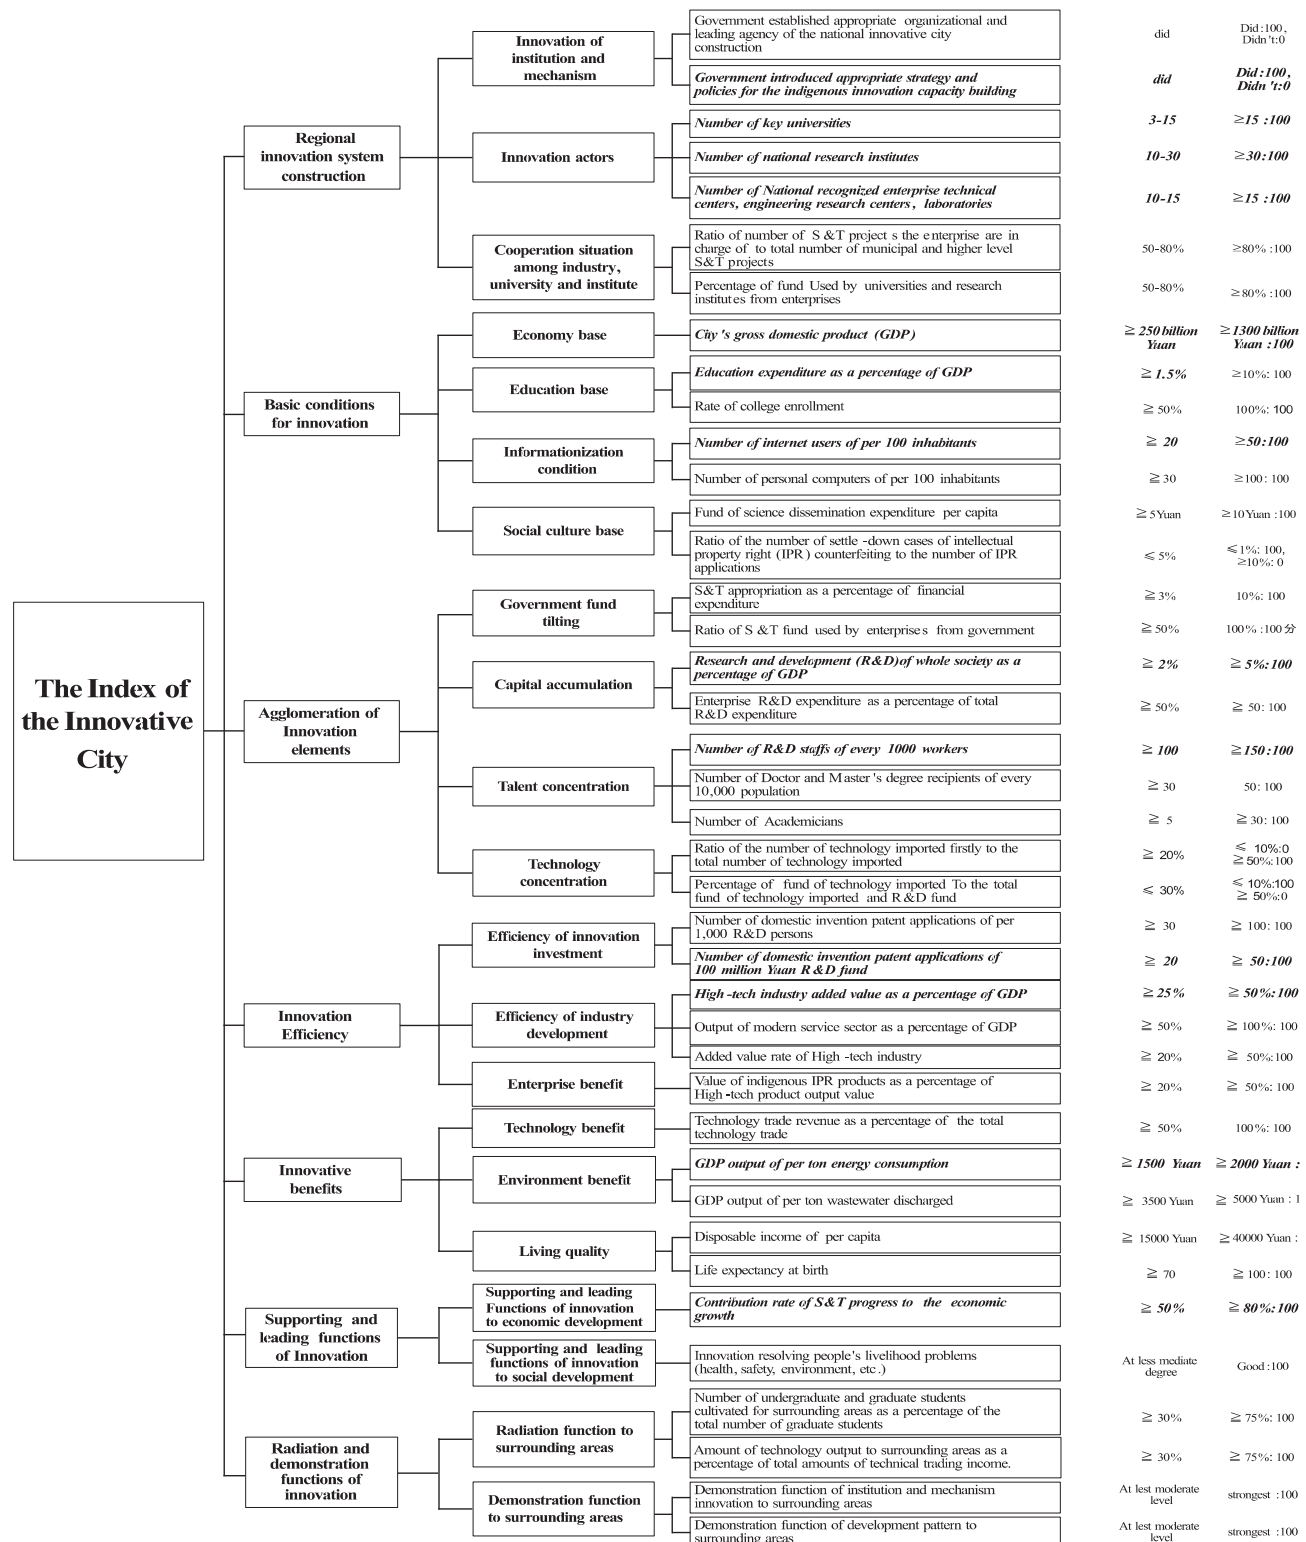 The Index of
the Innovative
City
Regional
innovation system
construction
Innovation of
institution and
mechanism
Government established appropriate organizational and
leading agency of the national innovative city
construction
did
Did:100,
Didn't:0
Government introduced appropriate strategy and
policies for the indigenous innovation capacity building
did
Did:100,
Didn't:0
Innovation actors
Number of key universities
3-15
≥15 :100
Number of national research institutes
10-30
≥30:100
Number of National recognized enterprise technical
centers, engineering research centers, laboratories
10-15
≥15 :100
Cooperation situation
among industry,
university and institute
Ratio of number of S&T project s the enterprise are in
charge of to total number of municipal and higher level
S&T projects
50-80%
≥80% :100
Percentage of fund Used by universities and research
institutes from enterprises
50-80%
≥80% :100
Basic conditions
for innovation
Economy base
City's gross domestic product (GDP)
≧ 250 billion
Yuan
≥1300 billion
Yuan :100
Education base
Education expenditure as a percentage of GDP
≧ 1.5%
≥10%: 100
Rate of college enrollment
≧ 50%
100%: 100
Informationization
condition
Number of internet users of per 100 inhabitants
≧ 20
≥50:100
Number of personal computers of per 100 inhabitants
≧ 30
≥100: 100
Social culture base
Fund of science dissemination expenditure per capita
≧ 5Yuan
≥10Yuan :100
Ratio of the number of settle -down cases of intellectual
property right (IPR) counterfeiting to the number of IPR
applications
≤ 5%
≤1%: 100,
≥10%: 0
Agglomeration of
Innovation
elements
Government fund
tilting
S&T appropriation as a percentage of financial
expenditure
≧ 3%
10%: 100
Ratio of S &T fund used by enterprises from government
≧ 50%
100% :100分
Capital accumulation
Research and development (R&D)of whole society as a
percentage of GDP
≧ 2%
≧ 5%:100
Enterprise R&D expenditure as a percentage of total
R&D expenditure
≧ 50%
≧ 50: 100
Talent concentration
Number of R&D staffs of every 1000 workers
≧ 100
≧150:100
Number of Doctor and Master's degree recipients of every
10,000 population
≧ 30
50: 100
Number of Academicians
≧ 5
≧ 30: 100
Technology
concentration
Ratio of the number of technology imported firstly to the
total number of technology imported
≧ 20%
≤ 10%:0
≧ 50%:100
Percentage of fund of technology imported To the total
fund of technology imported and R&D fund
≤ 30%
≤ 10%:100
≧ 50%:0
Innovation
Efficiency
Efficiency of innovation
investment
Number of domestic invention patent applications of per
1,000 R&D persons
≧ 30
≧ 100: 100
Number of domestic invention patent applications of
100 million Yuan R&D fund
≧ 20
≧ 50:100
Efficiency of industry
development
High -tech industry added value as a percentage of GDP
≧ 25%
≧ 50%:100
Output of modern service sector as a percentage of GDP
≧ 50%
≧ 100%: 100
Added value rate of High -tech industry
≧ 20%
≧ 50%:100
Enterprise benefit
Value of indigenous IPR products as a percentage of
High -tech product output value
≧ 20%
≧ 50%: 100
Innovative
benefits
Technology benefit
Technology trade revenue as a percentage of the total
technology trade
≧ 50%
100%: 100
Environment benefit
GDP output of per ton energy consumption
≧ 1500 Yuan
≧ 2000 Yuan :
GDP output of per ton wastewater discharged
≧ 3500 Yuan
≧ 5000 Yuan : 1
Living quality
Disposable income of per capita
≧ 15000 Yuan
≧ 40000 Yuan :
Life expectancy at birth
≧ 70
≧ 100: 100
Supporting and
leading functions
of Innovation
Supporting and leading
Functions of innovation
to economic development
Contribution rate of S&T progress to the economic
growth
≧ 50%
≧ 80%:100
Supporting and leading
functions of innovation
to social development
Innovation resolving people's livelihood problems
(health, safety, environment, etc.)
At less mediate
degree
Good :100
Radiation and
demonstration
functions of
innovation
Radiation function to
surrounding areas
Number of undergraduate and graduate students
cultivated for surrounding areas as a percentage of the
total number of graduate students
≧ 30%
≧ 75%: 100
Amount of technology output to surrounding areas as a
percentage of total amounts of technical trading income.
≧ 30%
≧ 75%: 100
Demonstration function
to surrounding areas
Demonstration function of institution and mechanism
innovation to surrounding areas
At lest moderate
level
strongest :100
Demonstration function of development pattern to
surrounding areas
At lest moderate
level
strongest :100